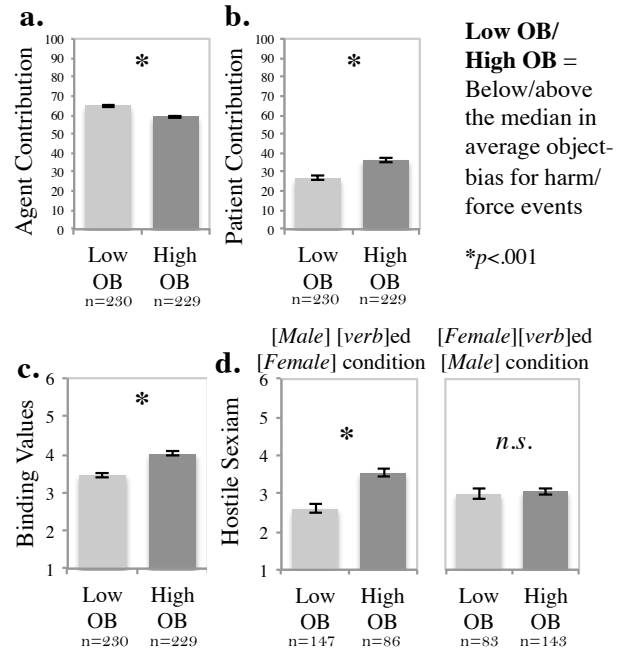 a.
Agent Contribution
100
90
80
70
60
50
40
30
20
10
0
*
Low
OB
n=230
High
OB
n=229
b.
Patient Contribution
100
90
80
70
60
50
40
30
20
10
0
*
Low
OB
n=230
High
OB
n=229
Low OB/
High OB =
Below/above
the median in
average object-
bias for harm/
force events
*p<.001
c.
Binding Values
6
5
4
3
2
1
*
Low
OB
n=230
High
OB
n=229
d.
[Male] [verb]ed
[Female] condition
Hostile Sexiam
6
5
4
3
2
1
*
Low
OB
n=147
High
OB
n=86
[Female][verb]ed
[Male] condition
n.s.
Low
OB
n=83
High
OB
n=143